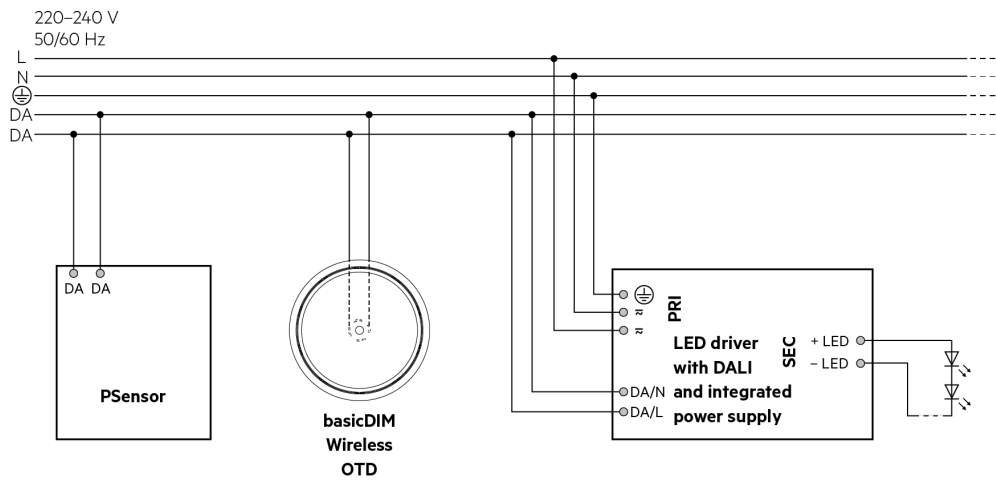 220–240 V
50/60 Hz
L
N
DA
DA
DA DA
PSensor
basicDIM
Wireless
OTD
PRI
LED driver
with DALI
and integrated
power supply
DA/N
DA/L
SEC
+ LED
– LED